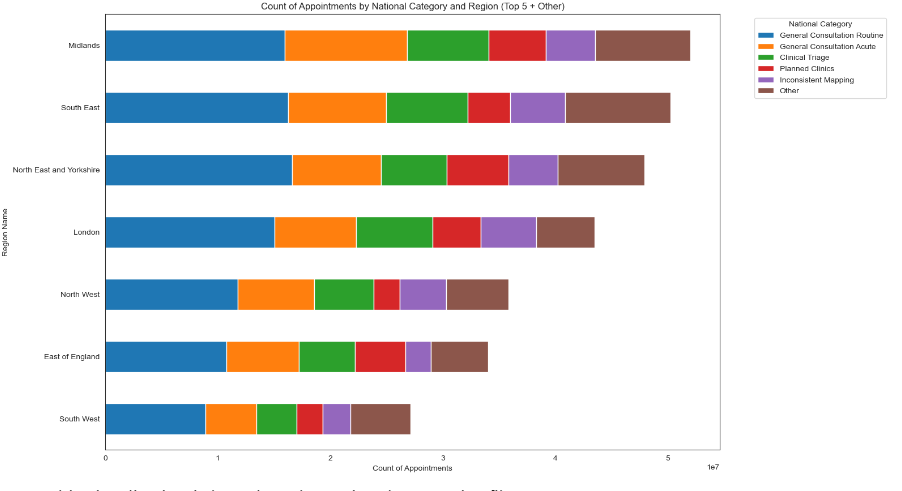 Count of Appointments by National Category and Region (Top 5 + Other)
National Category
General Consultation Routine
General Consultation Acute
Clinical Triage
Planned Clinics
Inconsistent Mapping
Other
Region Name
Midlands
South East
North East and Yorkshire
London
North West
East of England
South West
0 1 2 3 4 5
1e7
Count of Appointments